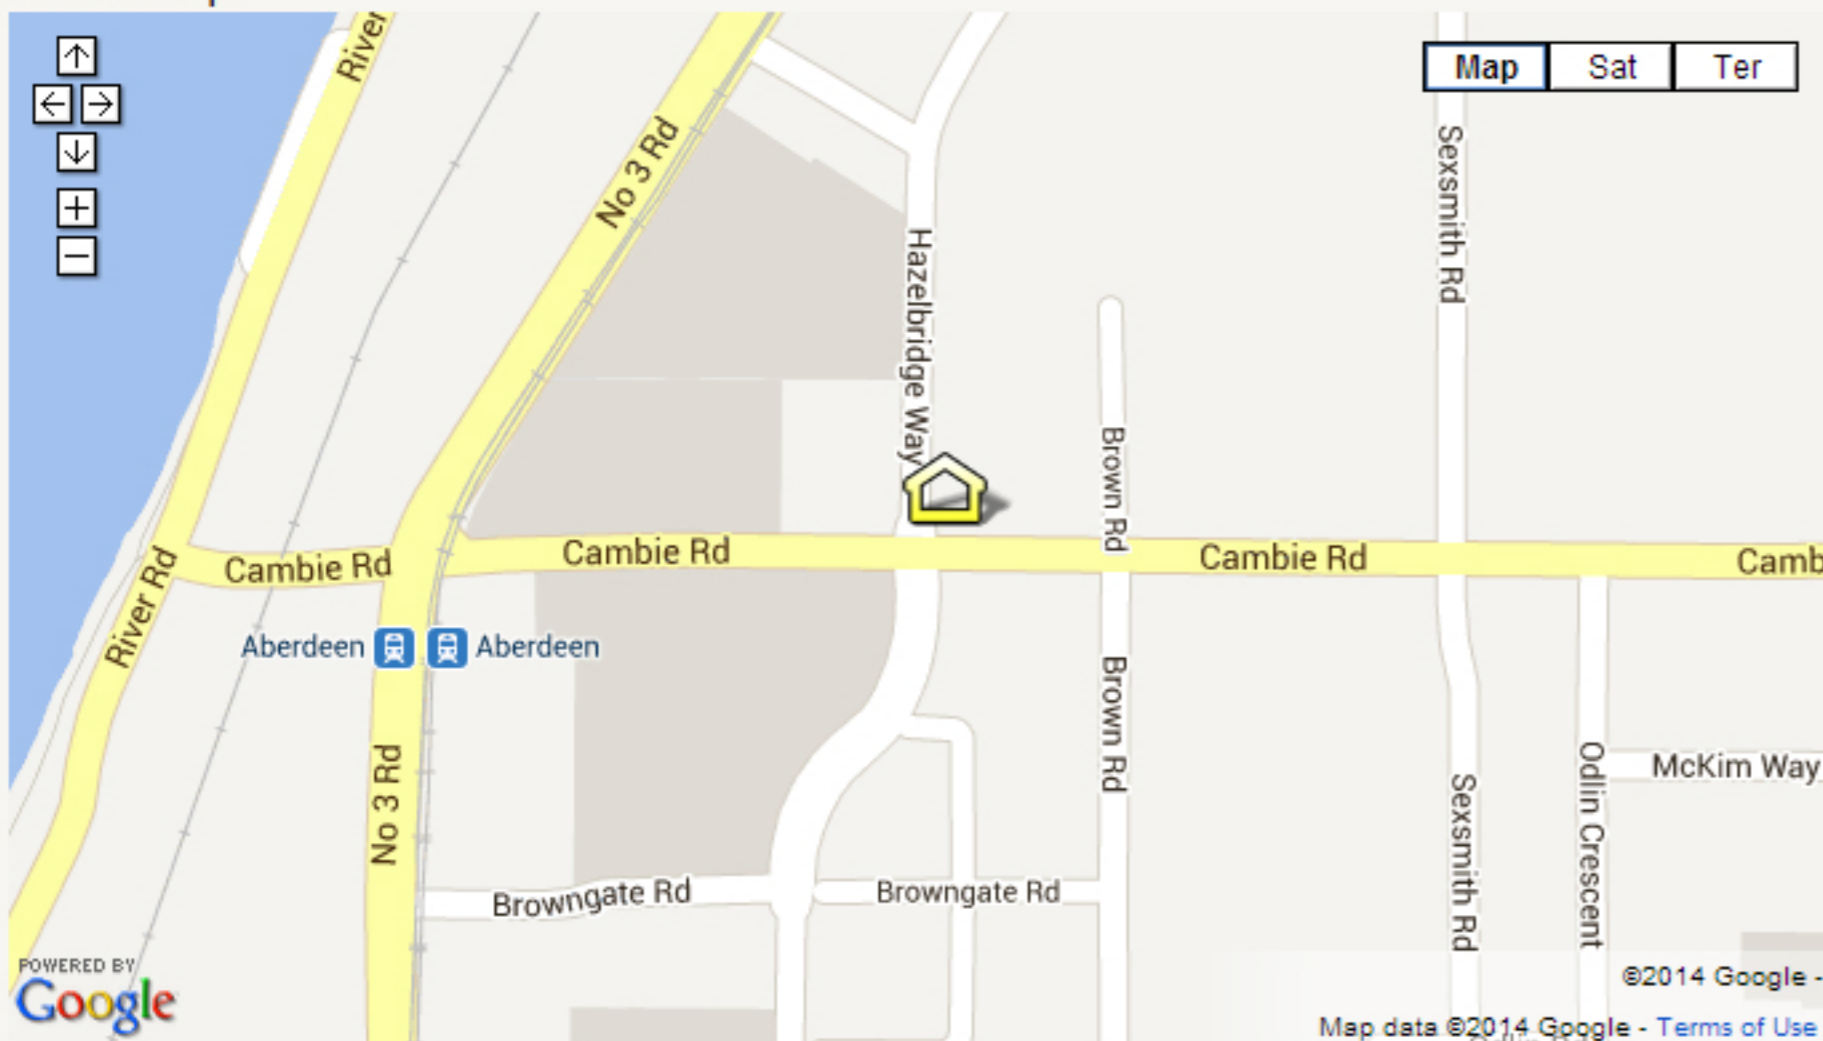 River
Map
Sat
Ter
No 3 Rd
Sexsmith Rd
Hazelbridge Way
Brown Rd
Cambie Rd
Cambie Rd
Cambie Rd
Camb
River Rd
Aberdeen
Aberdeen
Brown Rd
No 3 Rd
Odlin Crescent
McKim Way
Sexsmith Rd
Browngate Rd
Browngate Rd
POWERED BY
Google
©2014 Google -
Map data ©2014 Google - Terms of Use